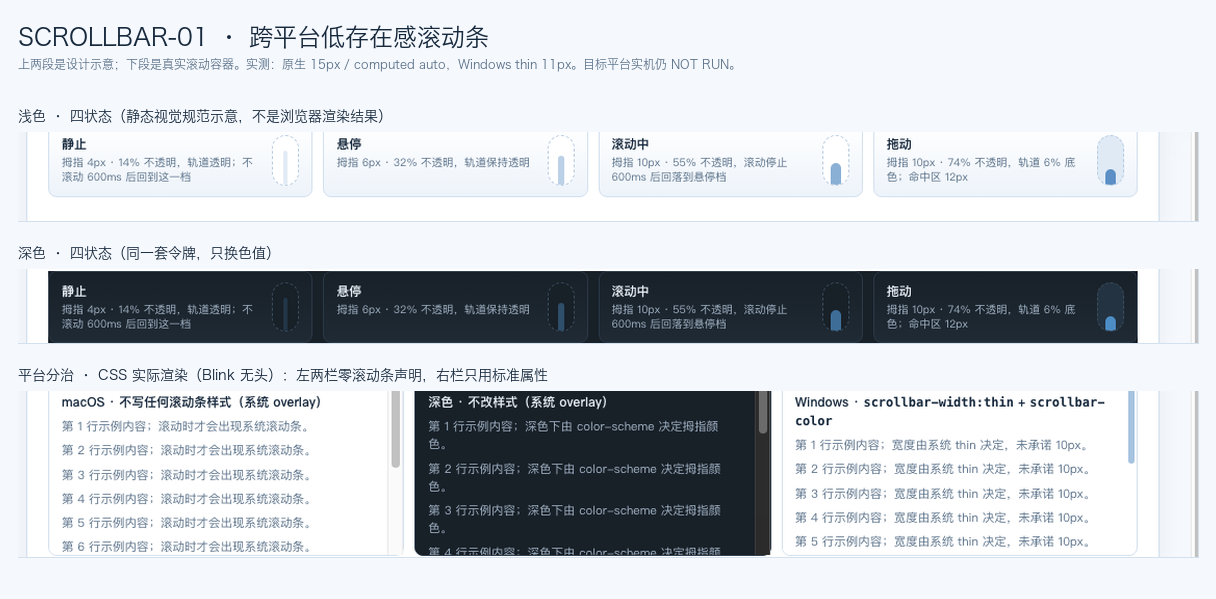 SCROLLBAR-01 · 跨平台低存在感滚动条
上两段是设计示意；下段是真实滚动容器。实测：原生 15px / computed auto，Windows thin 11px。目标平台实机仍 NOT RUN。
浅色 · 四状态（静态视觉规范示意，不是浏览器渲染结果）
静止
拇指 4px · 14% 不透明，轨道透明；不
滚动 600ms 后回到这一档
悬停
拇指 6px · 32% 不透明，轨道保持透明
滚动中
拇指 10px · 55% 不透明，滚动停止
600ms 后回落到悬停档
拖动
拇指 10px · 74% 不透明，轨道 6% 底
色；命中区 12px
深色 · 四状态（同一套令牌，只换色值）
静止
拇指 4px · 14% 不透明，轨道透明；不
滚动 600ms 后回到这一档
悬停
拇指 6px · 32% 不透明，轨道保持透明
滚动中
拇指 10px · 55% 不透明，滚动停止
600ms 后回落到悬停档
拖动
拇指 10px · 74% 不透明，轨道 6% 底
色；命中区 12px
平台分治 · CSS 实际渲染（Blink 无头）：左两栏零滚动条声明，右栏只用标准属性
macOS · 不写任何滚动条样式（系统 overlay）
第 1 行示例内容；滚动时才会出现系统滚动条。
第 2 行示例内容；滚动时才会出现系统滚动条。
第 3 行示例内容；滚动时才会出现系统滚动条。
第 4 行示例内容；滚动时才会出现系统滚动条。
第 5 行示例内容；滚动时才会出现系统滚动条。
第 6 行示例内容；滚动时才会出现系统滚动条。
深色 · 不改样式（系统 overlay）
第 1 行示例内容；深色下由 color-scheme 决定拇指颜
色。
第 2 行示例内容；深色下由 color-scheme 决定拇指颜
色。
第 3 行示例内容；深色下由 color-scheme 决定拇指颜
色。
第 4 行示例内容；深色下由 color-scheme 决定拇指颜
Windows · scrollbar-width:thin + scrollbar-
color
第 1 行示例内容；宽度由系统 thin 决定，未承诺 10px。
第 2 行示例内容；宽度由系统 thin 决定，未承诺 10px。
第 3 行示例内容；宽度由系统 thin 决定，未承诺 10px。
第 4 行示例内容；宽度由系统 thin 决定，未承诺 10px。
第 5 行示例内容；宽度由系统 thin 决定，未承诺 10px。